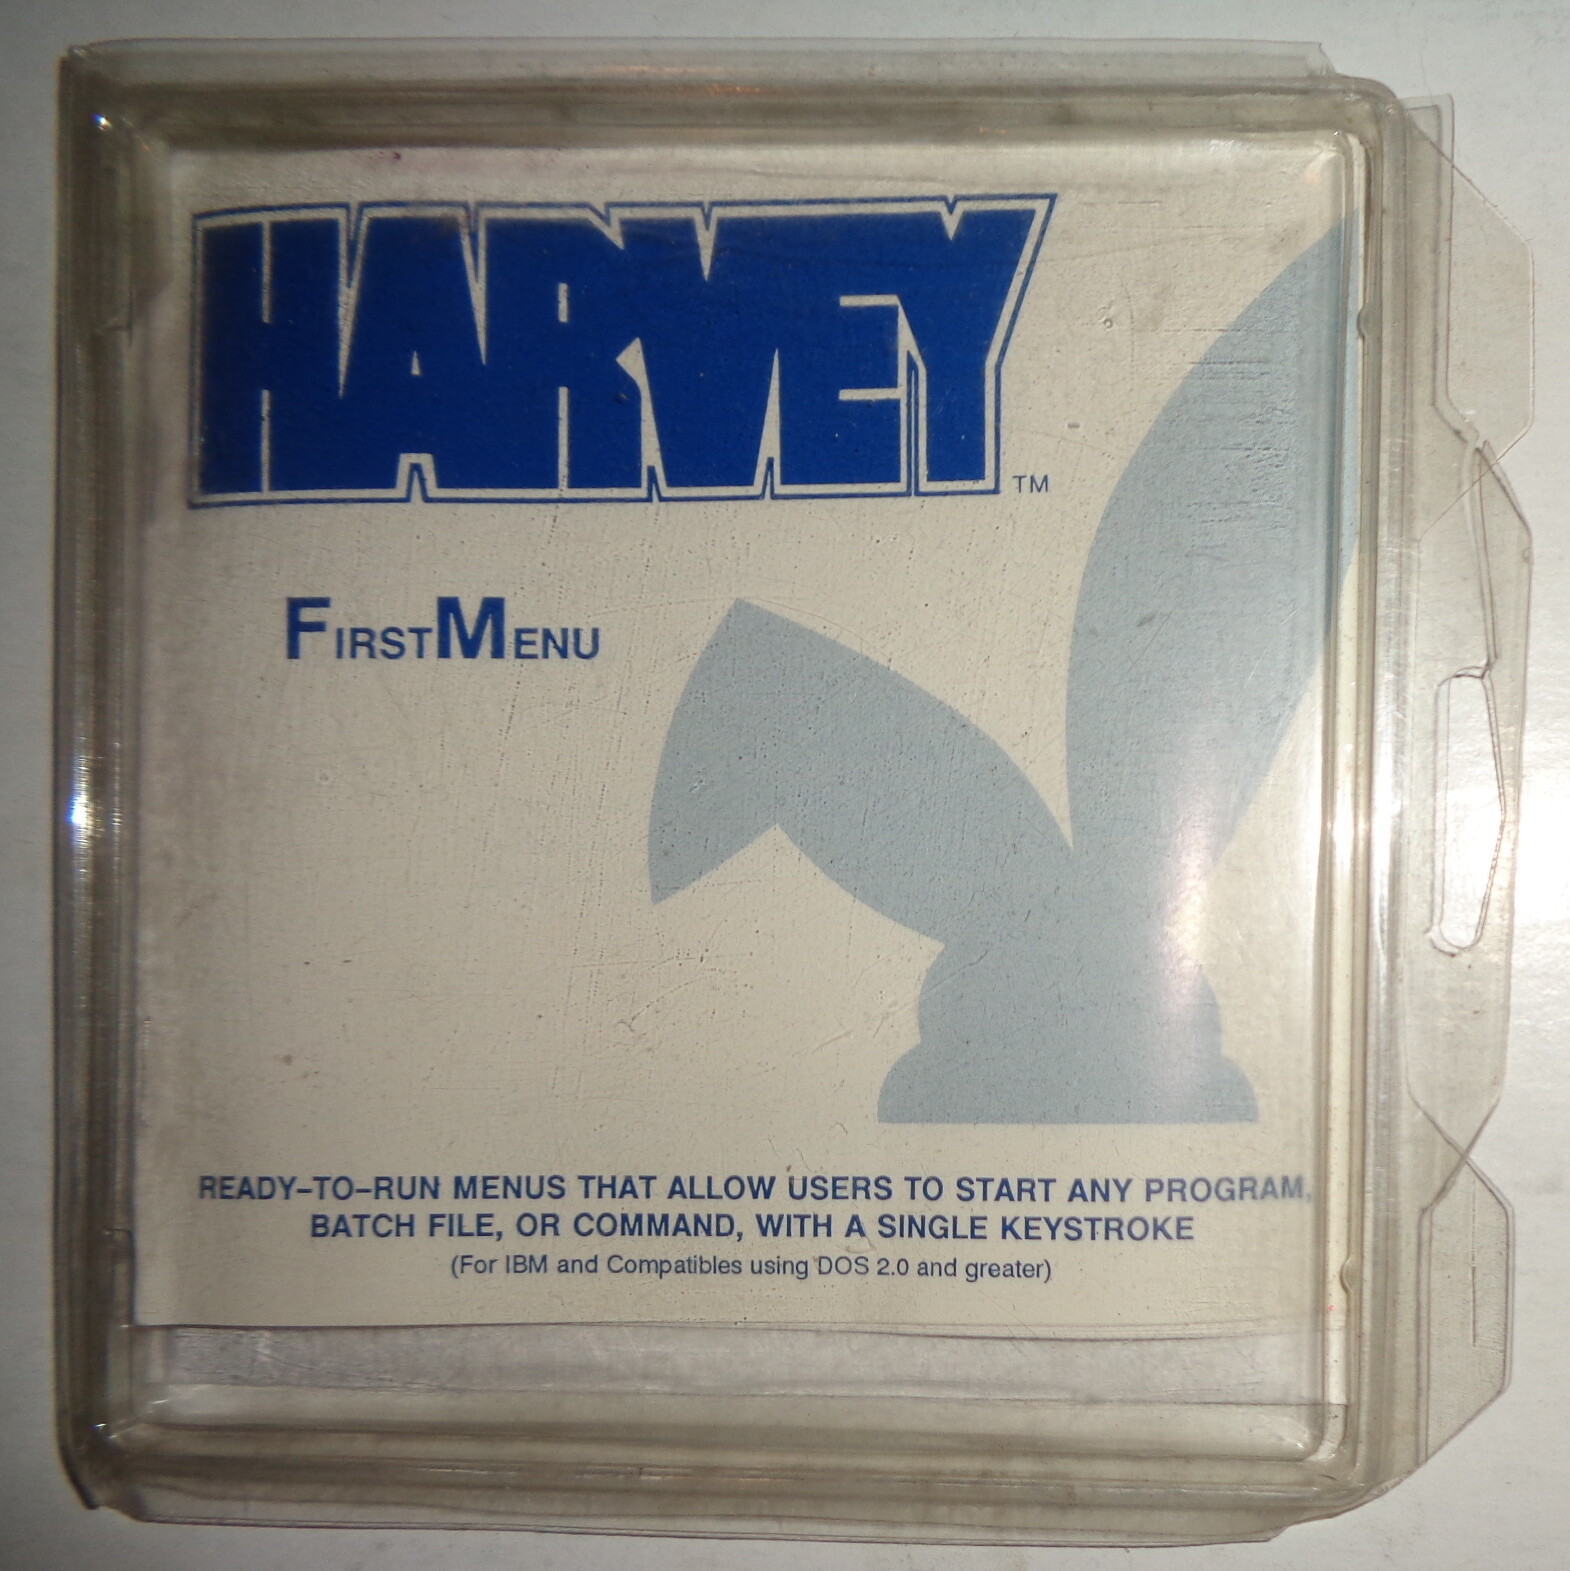 HARVEY TM
FIRSTMENU
READY-TO-RUN MENUS THAT ALLOW USERS TO START ANY PROGRAM,
BATCH FILE, OR COMMAND, WITH A SINGLE KEYSTROKE
(For IBM and Compatibles using DOS 2.0 and greater)